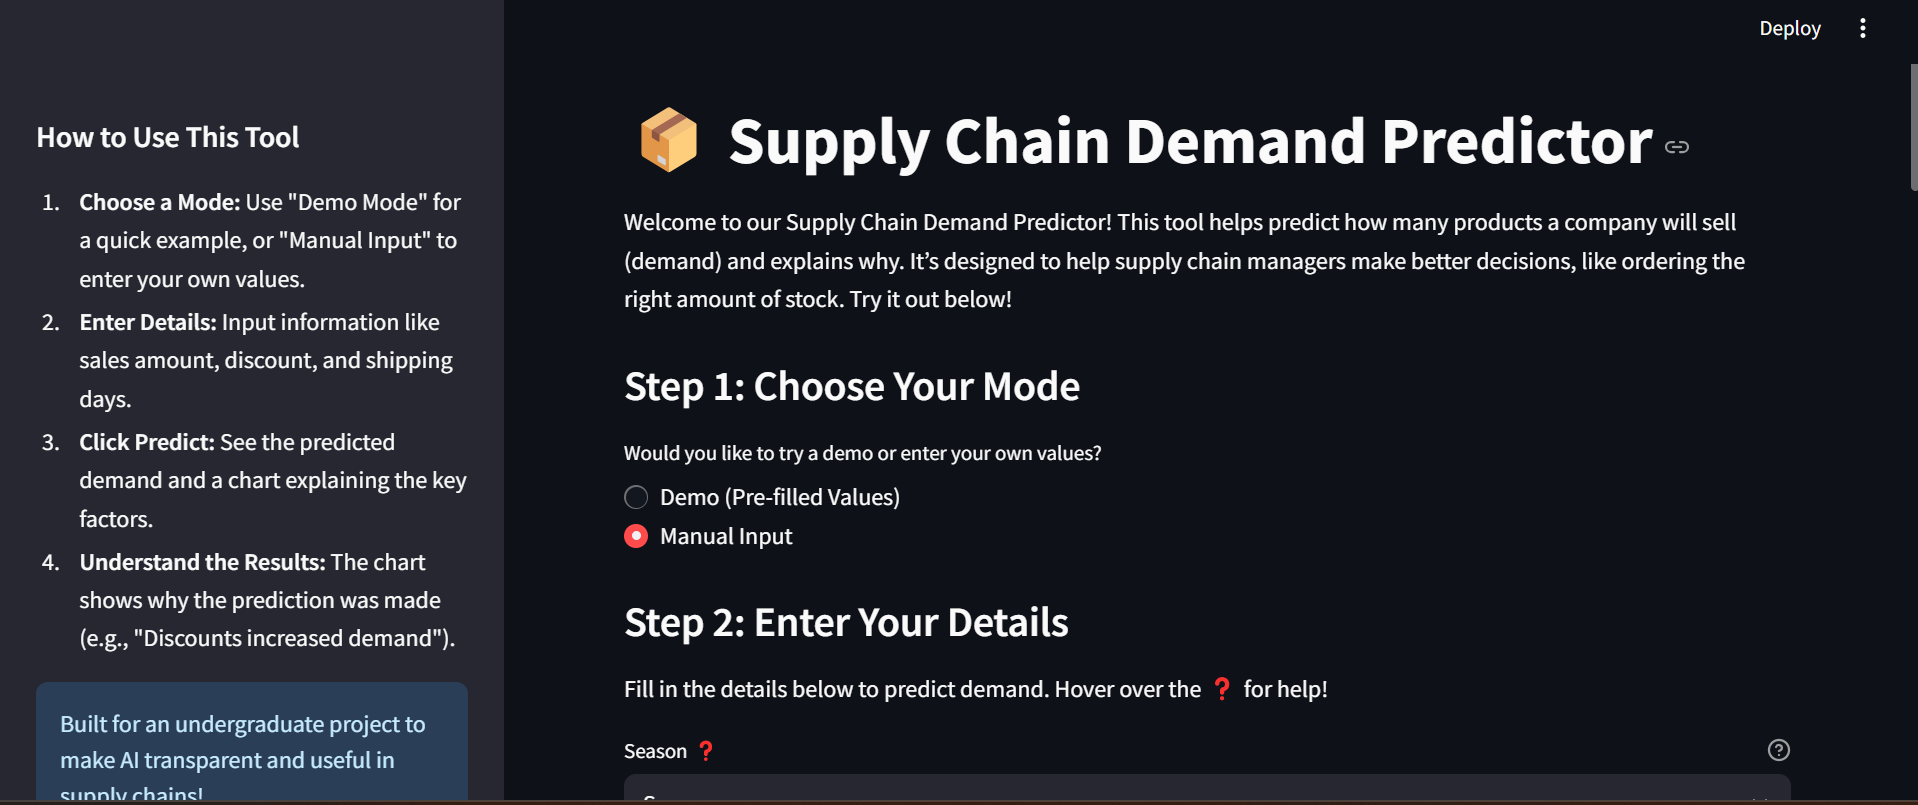 Deploy
How to Use This Tool
1. Choose a Mode: Use "Demo Mode" for
a quick example, or "Manual Input" to
enter your own values.
2. Enter Details: Input information like
sales amount, discount, and shipping
days.
3. Click Predict: See the predicted
demand and a chart explaining the key
factors.
4. Understand the Results: The chart
shows why the prediction was made
(e.g., "Discounts increased demand").
Built for an undergraduate project to
make AI transparent and useful in
supply chains!
📦 Supply Chain Demand Predictor
Welcome to our Supply Chain Demand Predictor! This tool helps predict how many products a company will sell
(demand) and explains why. It’s designed to help supply chain managers make better decisions, like ordering the
right amount of stock. Try it out below!
Step 1: Choose Your Mode
Would you like to try a demo or enter your own values?
Demo (Pre-filled Values)
Manual Input
Step 2: Enter Your Details
Fill in the details below to predict demand. Hover over the ❓ for help!
Season ❓